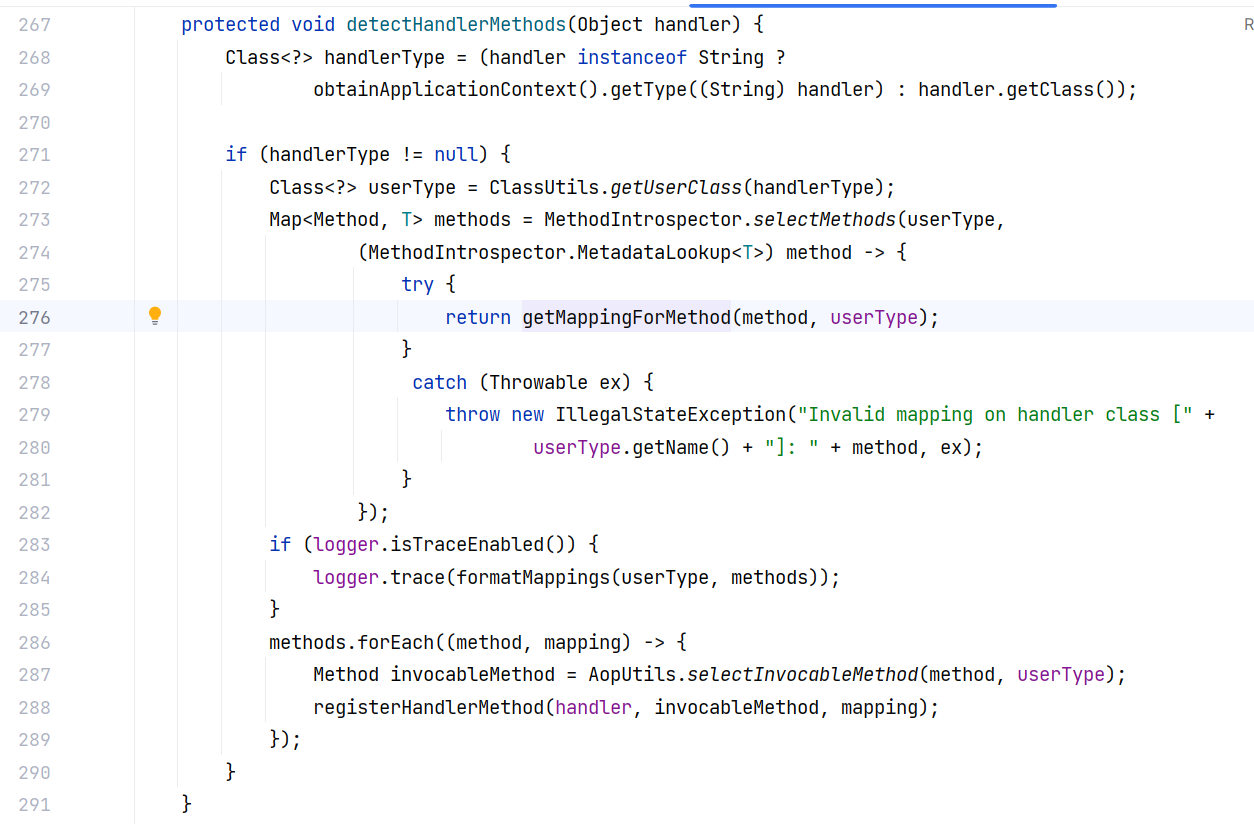 267 protected void detectHandlerMethods(Object handler) {
268 Class<?> handlerType = (handler instanceof String ?
269 obtainApplicationContext().getType((String) handler) : handler.getClass());
270
271 if (handlerType != null) {
272 Class<?> userType = ClassUtils.getUserClass(handlerType);
273 Map<Method, T> methods = MethodIntrospector.selectMethods(userType,
274 (MethodIntrospector.MetadataLookup<T>) method -> {
275 try {
276 return getMappingForMethod(method, userType);
277 }
278 catch (Throwable ex) {
279 throw new IllegalStateException("Invalid mapping on handler class [" +
280 userType.getName() + "]: " + method, ex);
281 }
282 });
283 if (logger.isTraceEnabled()) {
284 logger.trace(formatMappings(userType, methods));
285 }
286 methods.forEach((method, mapping) -> {
287 Method invocableMethod = AopUtils.selectInvocableMethod(method, userType);
288 registerHandlerMethod(handler, invocableMethod, mapping);
289 });
290 }
291 }